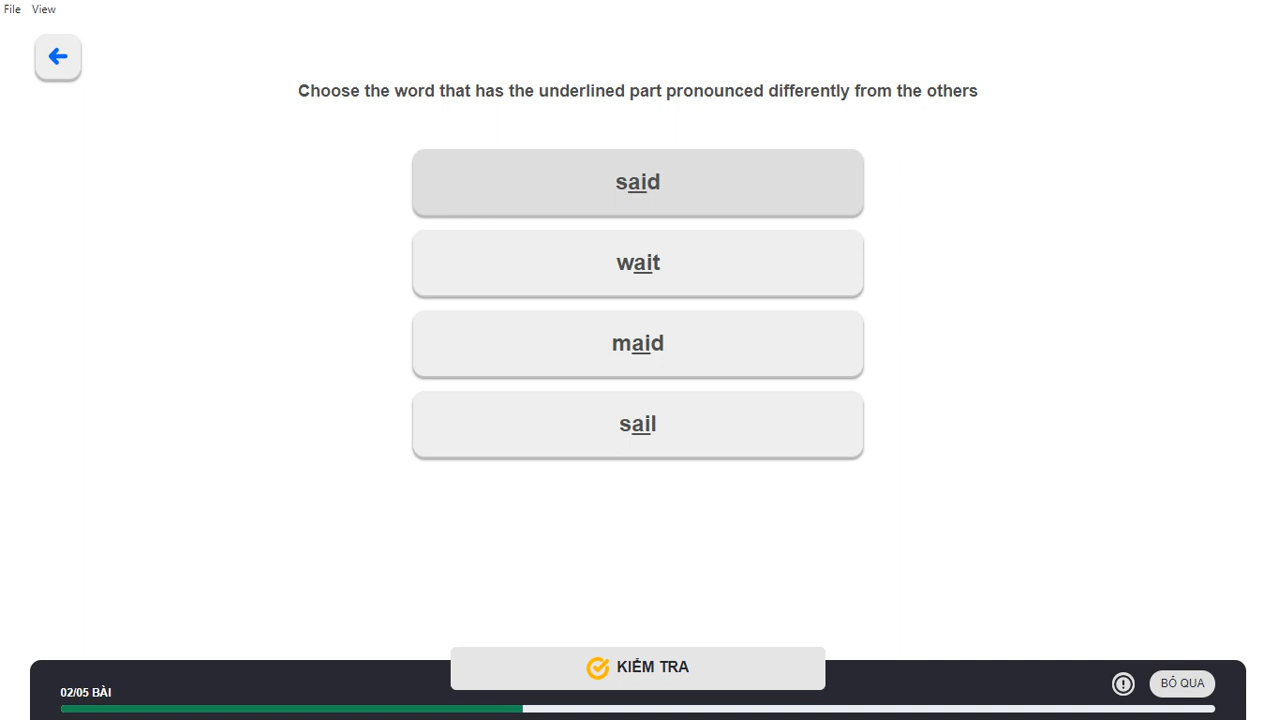 File View
Choose the word that has the underlined part pronounced differently from the others
said
wait
maid
sail
KIỂM TRA
02/05 BÀI
BỎ QUA